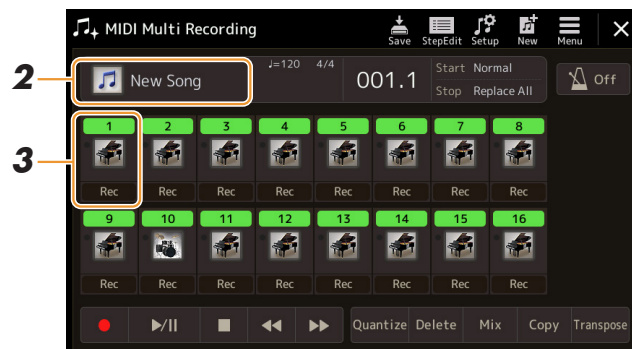 MIDI Multi Recording
Save StepEdit Setup New Menu
2
New Song
♩=120 4/4
001.1
Start Normal
Stop Replace All
Off
3
1 2 3 4 5 6 7 8
Rec Rec Rec Rec Rec Rec Rec Rec
9 10 11 12 13 14 15 16
Rec Rec Rec Rec Rec Rec Rec Rec
Quantize Delete Mix Copy Transpose